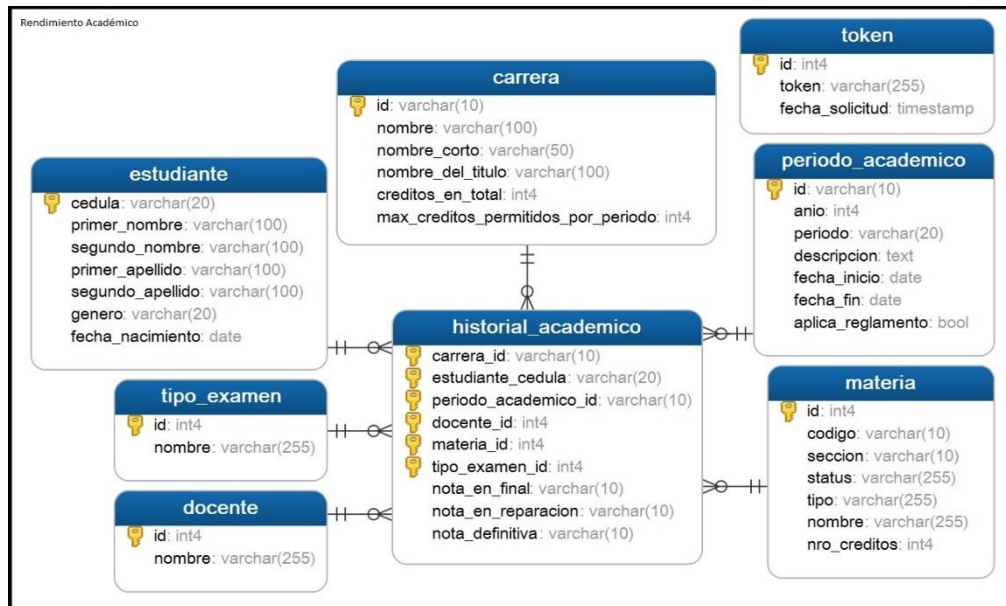 Rendimiento Académico
token
id: int4
token: varchar(255)
fecha_solicitud: timestamp
carrera
id: varchar(10)
nombre: varchar(100)
nombre_corto: varchar(50)
nombre_del_titulo: varchar(100)
creditos_en_total: int4
max_creditos_permitidos_por_periodo: int4
estudiante
cedula: varchar(20)
primer_nombre: varchar(100)
segundo_nombre: varchar(100)
primer_apellido: varchar(100)
segundo_apellido: varchar(100)
genero: varchar(20)
fecha_nacimiento: date
periodo_academico
id: varchar(10)
anio: int4
periodo: varchar(20)
descripcion: text
fecha_inicio: date
fecha_fin: date
aplica_reglamento: bool
historial_academico
carrera_id: varchar(10)
estudiante_cedula: varchar(20)
periodo_academico_id: varchar(10)
docente_id: int4
materia_id: int4
tipo_examen_id: int4
nota_en_final: varchar(10)
nota_en_reparacion: varchar(10)
nota_definitiva: varchar(10)
tipo_examen
id: int4
nombre: varchar(255)
materia
id: int4
codigo: varchar(10)
seccion: varchar(10)
status: varchar(255)
tipo: varchar(255)
nombre: varchar(255)
nro_creditos: int4
docente
id: int4
nombre: varchar(255)